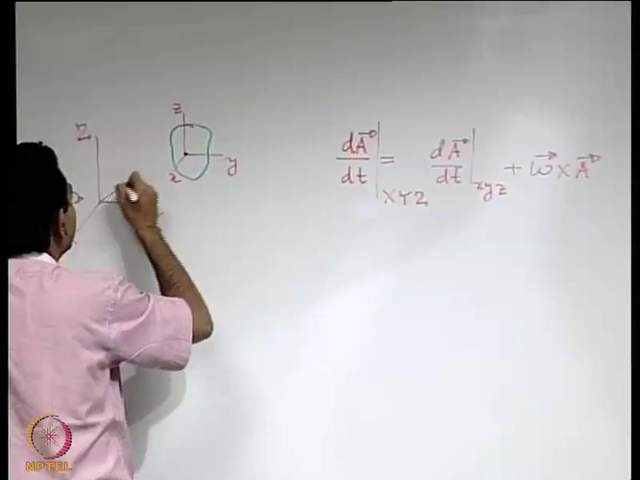 Z
z
y
x
dA⃗/dt |XYZ = dA⃗/dt |xyz + ω⃗ x A⃗
NPTEL